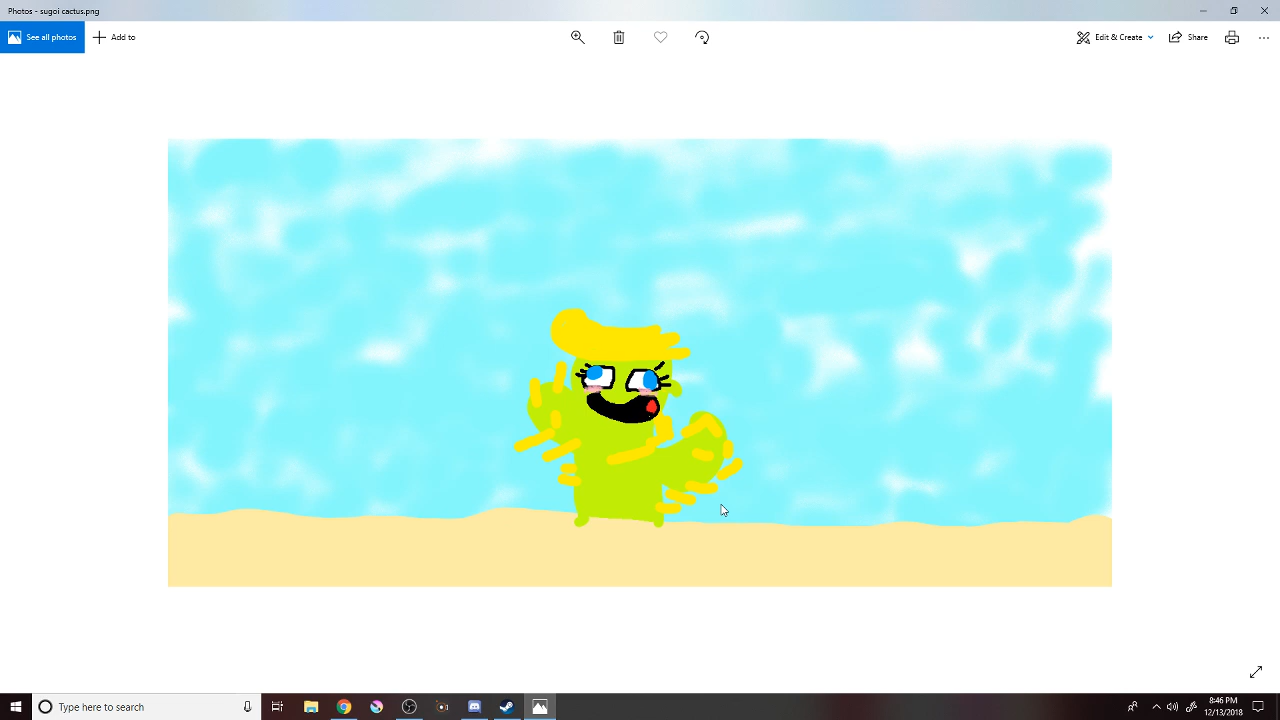 Photos - sugoi cactus.png
See all photos
Add to
Edit & Create
Share
Type here to search
8:46 PM
12/13/2018